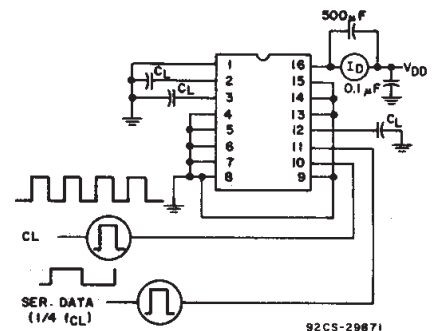 500µF
ID
VDD
0.1µF
CL
CL
1 16
2 15
3 14
4 13
5 12
6 11
7 10
8 9
CL
CL
SER. DATA
(1/4 fCL)
92CS-29871